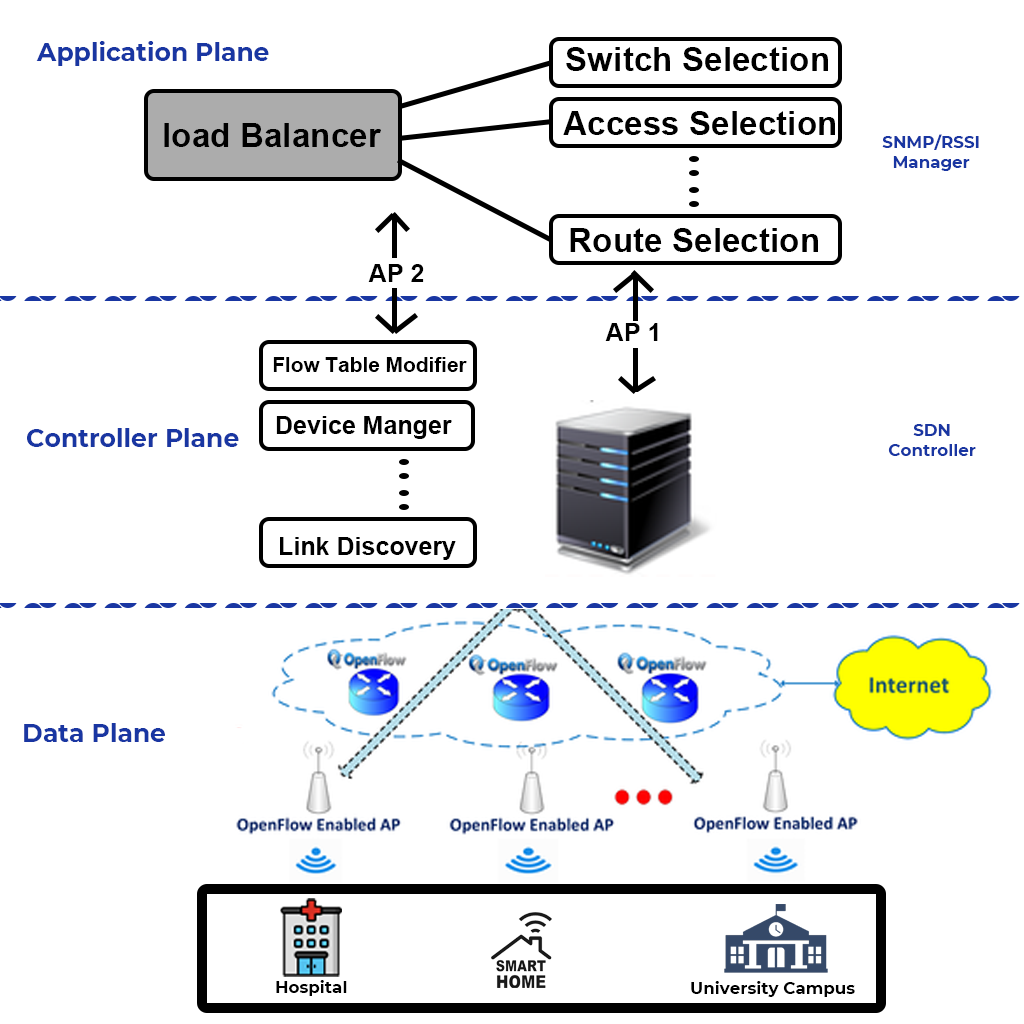 Application Plane
Switch Selection
load Balancer
Access Selection
SNMP/RSSI
Manager
Route Selection
AP 2
AP 1
Flow Table Modifier
Device Manger
Controller Plane
SDN
Controller
Link Discovery
OpenFlow
OpenFlow
OpenFlow
Internet
Data Plane
OpenFlow Enabled AP
OpenFlow Enabled AP
OpenFlow Enabled AP
SMART
HOME
Hospital
University Campus